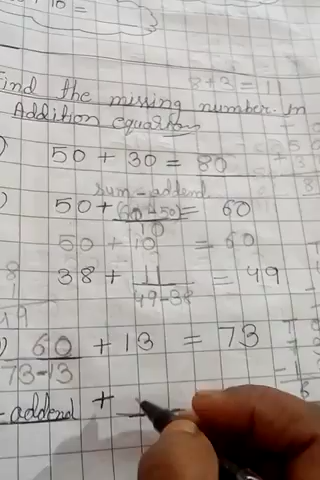 10 =
8+3 = 11
Find the missing number in
Addition equations
50 + 30 = 80
sum - addend
50 + (60-50) = 60
10
50 + 10 = 60
38 + 11 = 49
49-38
60 + 13 = 73
73-13
-addend +